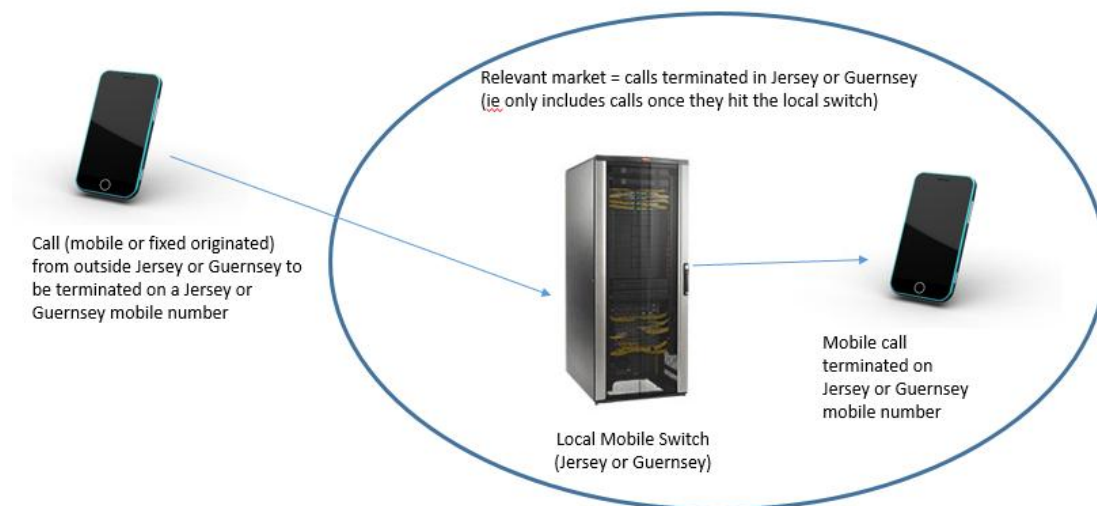 Relevant market = calls terminated in Jersey or Guernsey
(ie only includes calls once they hit the local switch)
Call (mobile or fixed originated)
from outside Jersey or Guernsey to
be terminated on a Jersey or
Guernsey mobile number
Local Mobile Switch
(Jersey or Guernsey)
Mobile call
terminated on
Jersey or Guernsey
mobile number